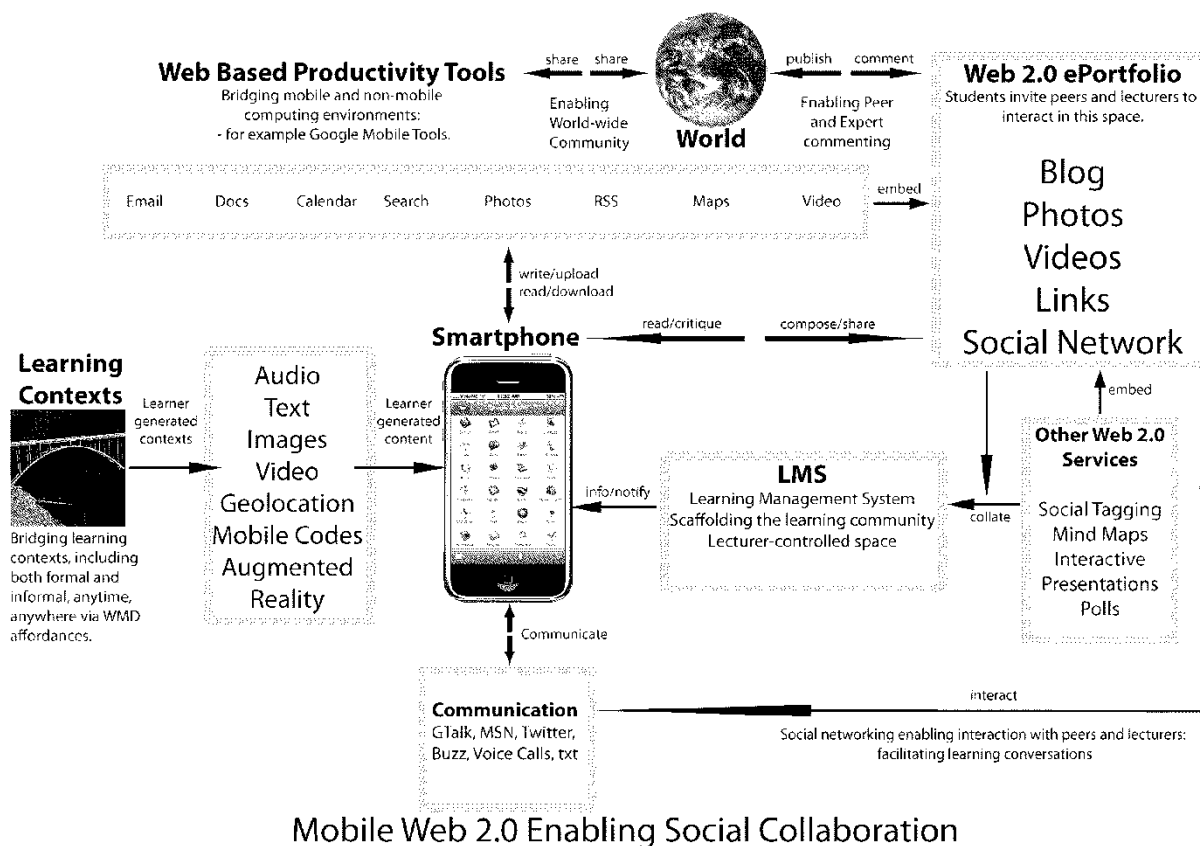 share share
publish comment
Web Based Productivity Tools
Bridging mobile and non-mobile
computing environments:
- for example Google Mobile Tools.
Enabling
World-wide
Community
World
Enabling Peer
and Expert
commenting
Web 2.0 ePortfolio
Students invite peers and lecturers to
interact in this space.
Blog
Photos
Videos
Links
Social Network
Email Docs Calendar Search Photos RSS Maps Video
embed
write/upload
read/download
Smartphone
read/critique
compose/share
Learning
Contexts
Bridging learning
contexts, including
both formal and
informal, anytime,
anywhere via WMD
affordances.
Learner
generated
contexts
Audio
Text
Images
Video
Geolocation
Mobile Codes
Augmented
Reality
Learner
generated
content
info/notify
LMS
Learning Management System
Scaffolding the learning community
Lecturer-controlled space
collate
embed
Other Web 2.0
Services
Social Tagging
Mind Maps
Interactive
Presentations
Polls
Communicate
Communication
GTalk, MSN, Twitter,
Buzz, Voice Calls, txt
interact
Social networking enabling interaction with peers and lecturers:
facilitating learning conversations
Mobile Web 2.0 Enabling Social Collaboration